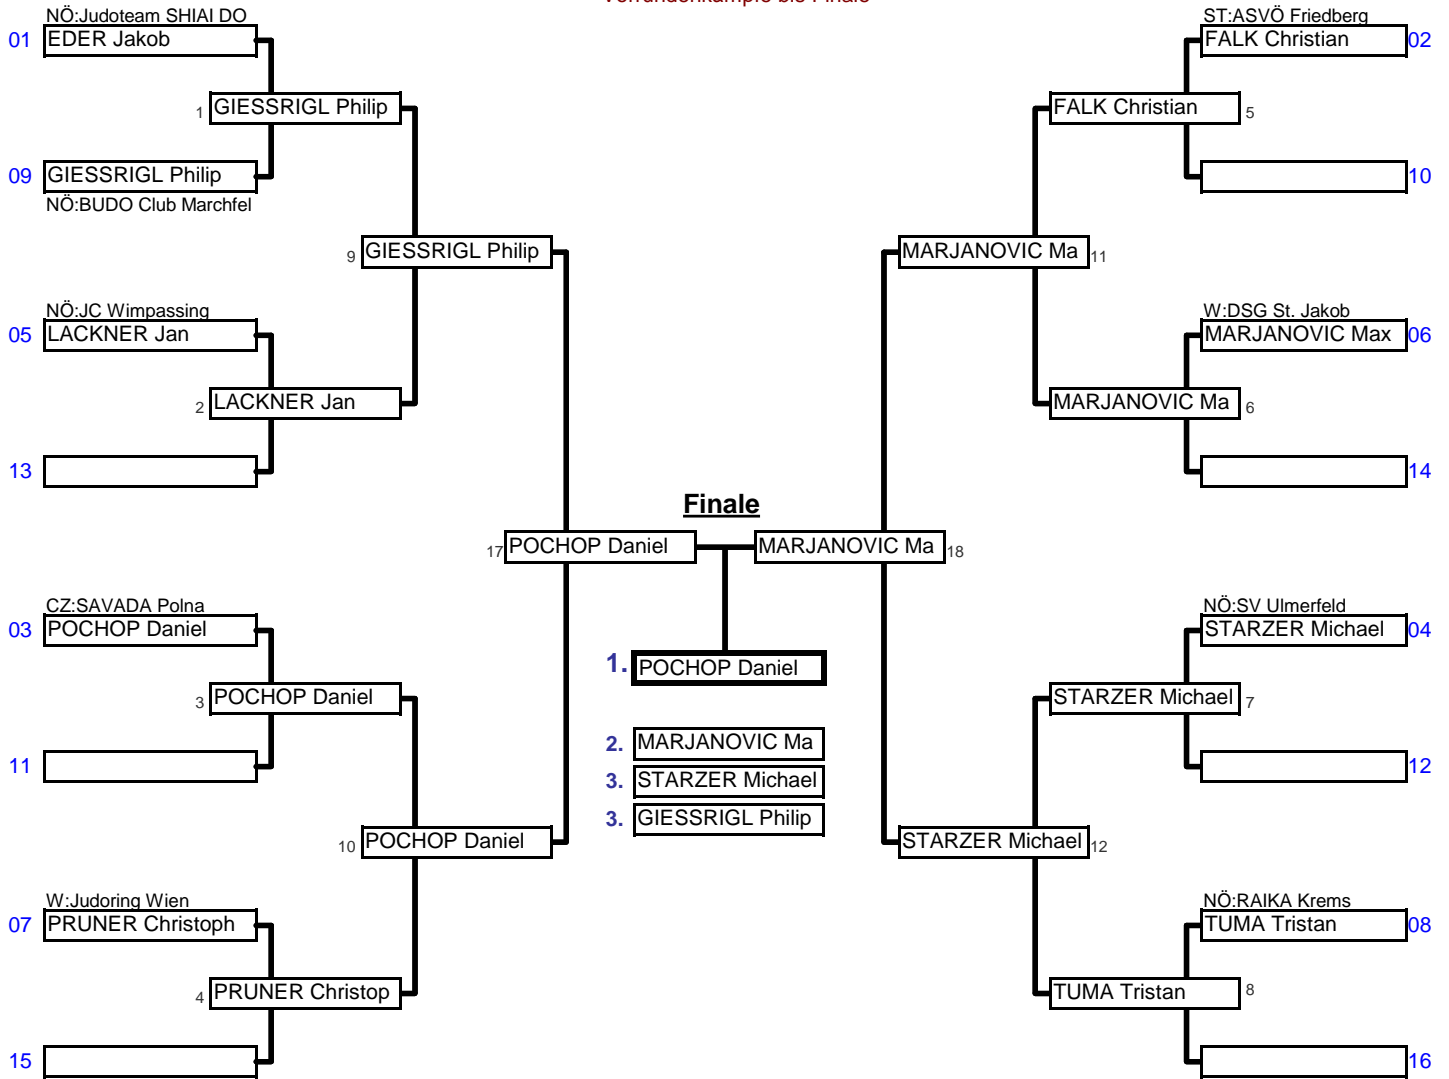 Vorrundenkämpfe bis Finale
NÖ:Judoteam SHIAI DO
01 EDER Jakob
1 GIESSRIGL Philip
09 GIESSRIGL Philip
NÖ:BUDO Club Marchfel
9 GIESSRIGL Philip
NÖ:JC Wimpassing
05 LACKNER Jan
2 LACKNER Jan
13
17 POCHOP Daniel
CZ:SAVADA Polna
03 POCHOP Daniel
3 POCHOP Daniel
11
10 POCHOP Daniel
W:Judoring Wien
07 PRUNER Christoph
4 PRUNER Christop
15
Finale
1. POCHOP Daniel
2. MARJANOVIC Ma
3. STARZER Michael
3. GIESSRIGL Philip
ST:ASVÖ Friedberg
FALK Christian 02
FALK Christian 5
10
MARJANOVIC Ma 11
W:DSG St. Jakob
MARJANOVIC Max 06
MARJANOVIC Ma 6
14
MARJANOVIC Ma 18
NÖ:SV Ulmerfeld
STARZER Michael 04
STARZER Michael 7
12
STARZER Michael 12
NÖ:RAIKA Krems
TUMA Tristan 08
TUMA Tristan 8
16